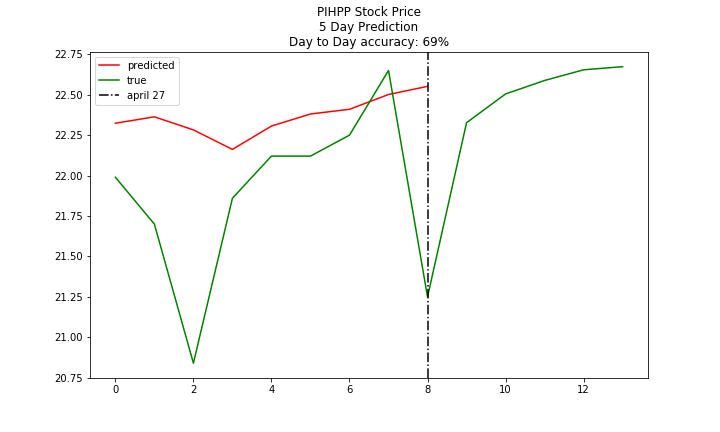 PIHPP Stock Price
5 Day Prediction
Day to Day accuracy: 69%
predicted
true
april 27
22.75
22.50
22.25
22.00
21.75
21.50
21.25
21.00
20.75
0 2 4 6 8 10 12